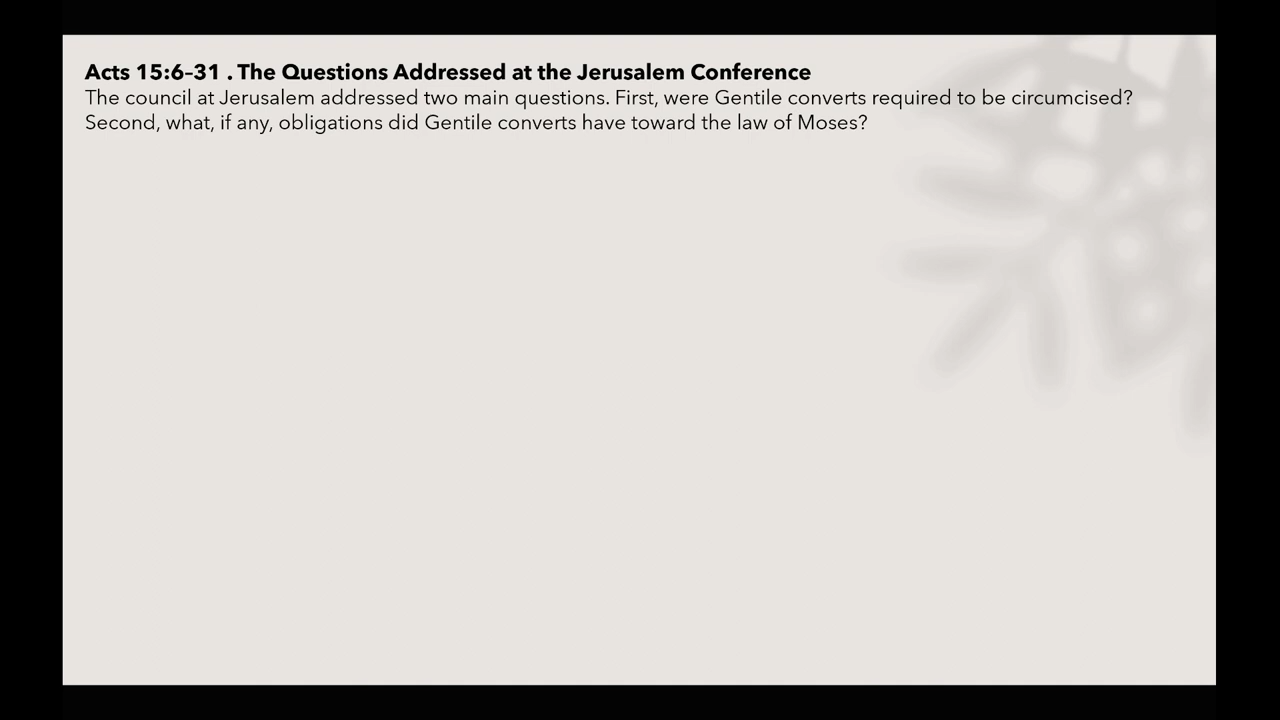 Acts 15:6–31 . The Questions Addressed at the Jerusalem Conference
The council at Jerusalem addressed two main questions. First, were Gentile converts required to be circumcised?
Second, what, if any, obligations did Gentile converts have toward the law of Moses?